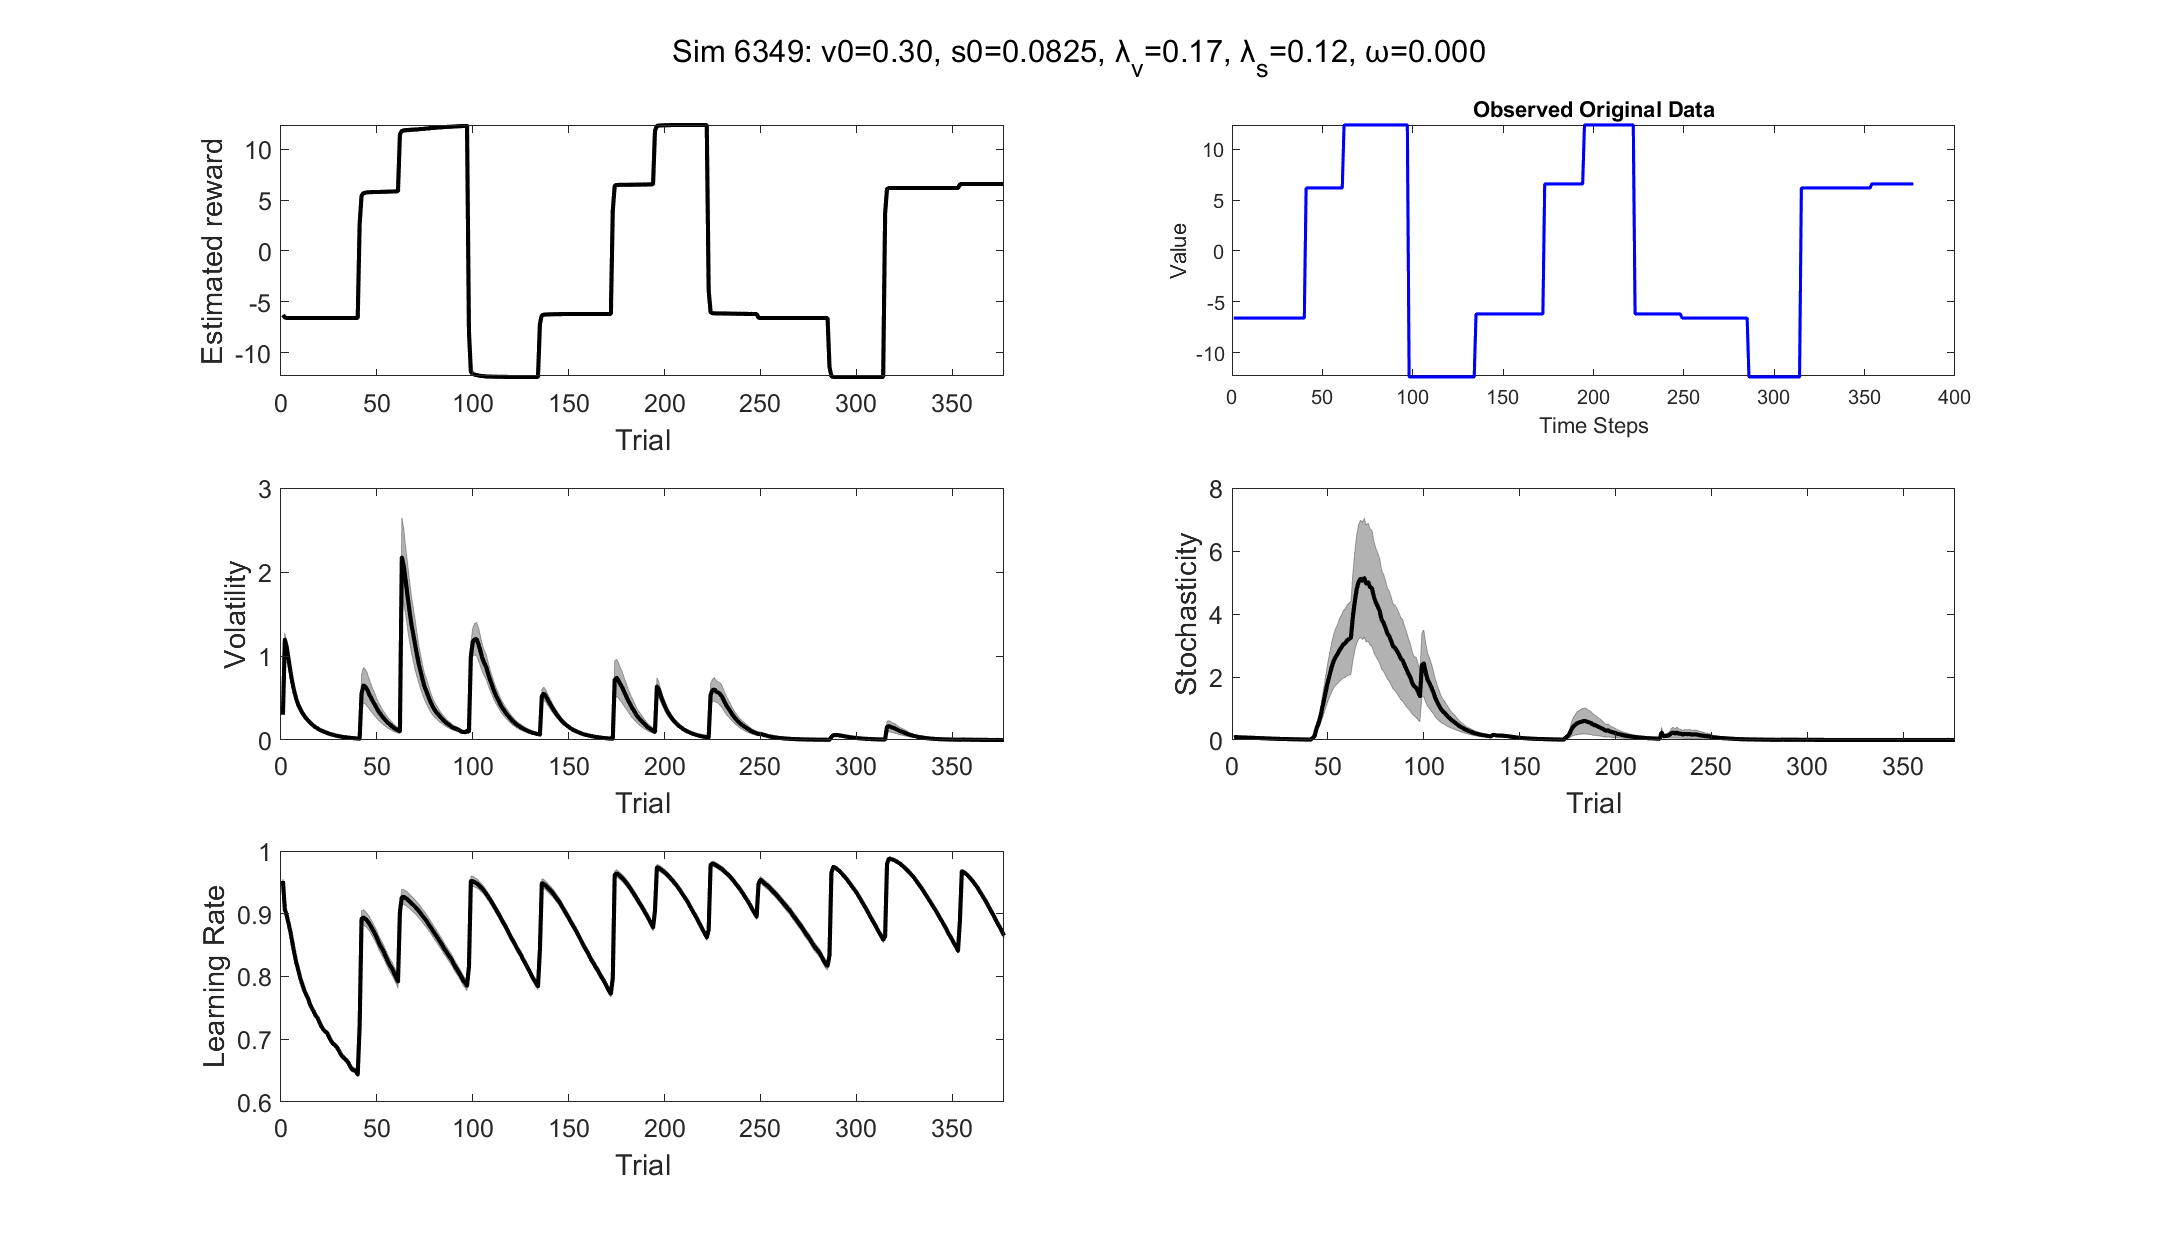 Sim 6349: v0=0.30, s0=0.0825, λv=0.17, λs=0.12, ω=0.000
Estimated reward
10
5
0
-5
-10
0 50 100 150 200 250 300 350
Trial
Observed Original Data
Value
10
5
0
-5
-10
0 50 100 150 200 250 300 350 400
Time Steps
Volatility
3
2
1
0
0 50 100 150 200 250 300 350
Trial
Stochasticity
8
6
4
2
0
0 50 100 150 200 250 300 350
Trial
Learning Rate
1
0.9
0.8
0.7
0.6
0 50 100 150 200 250 300 350
Trial